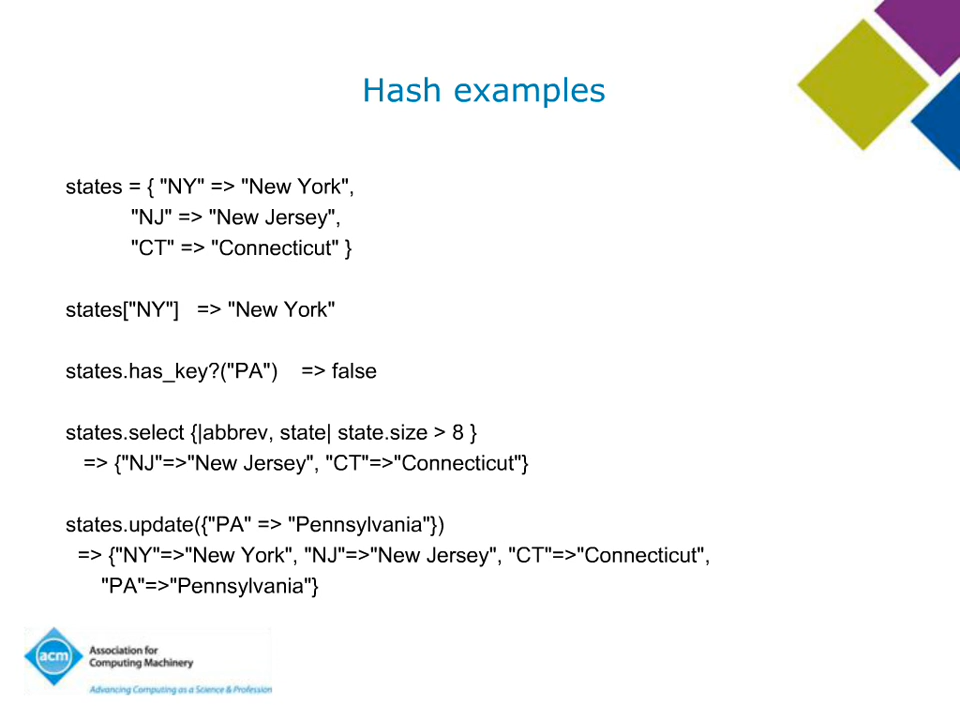 Hash examples
states = { "NY" => "New York",
"NJ" => "New Jersey",
"CT" => "Connecticut" }
states["NY"] => "New York"
states.has_key?("PA") => false
states.select {|abbrev, state| state.size > 8 }
=> {"NJ"=>"New Jersey", "CT"=>"Connecticut"}
states.update({"PA" => "Pennsylvania"})
=> {"NY"=>"New York", "NJ"=>"New Jersey", "CT"=>"Connecticut",
"PA"=>"Pennsylvania"}
acm
Association for
Computing Machinery
Advancing Computing as a Science & Profession